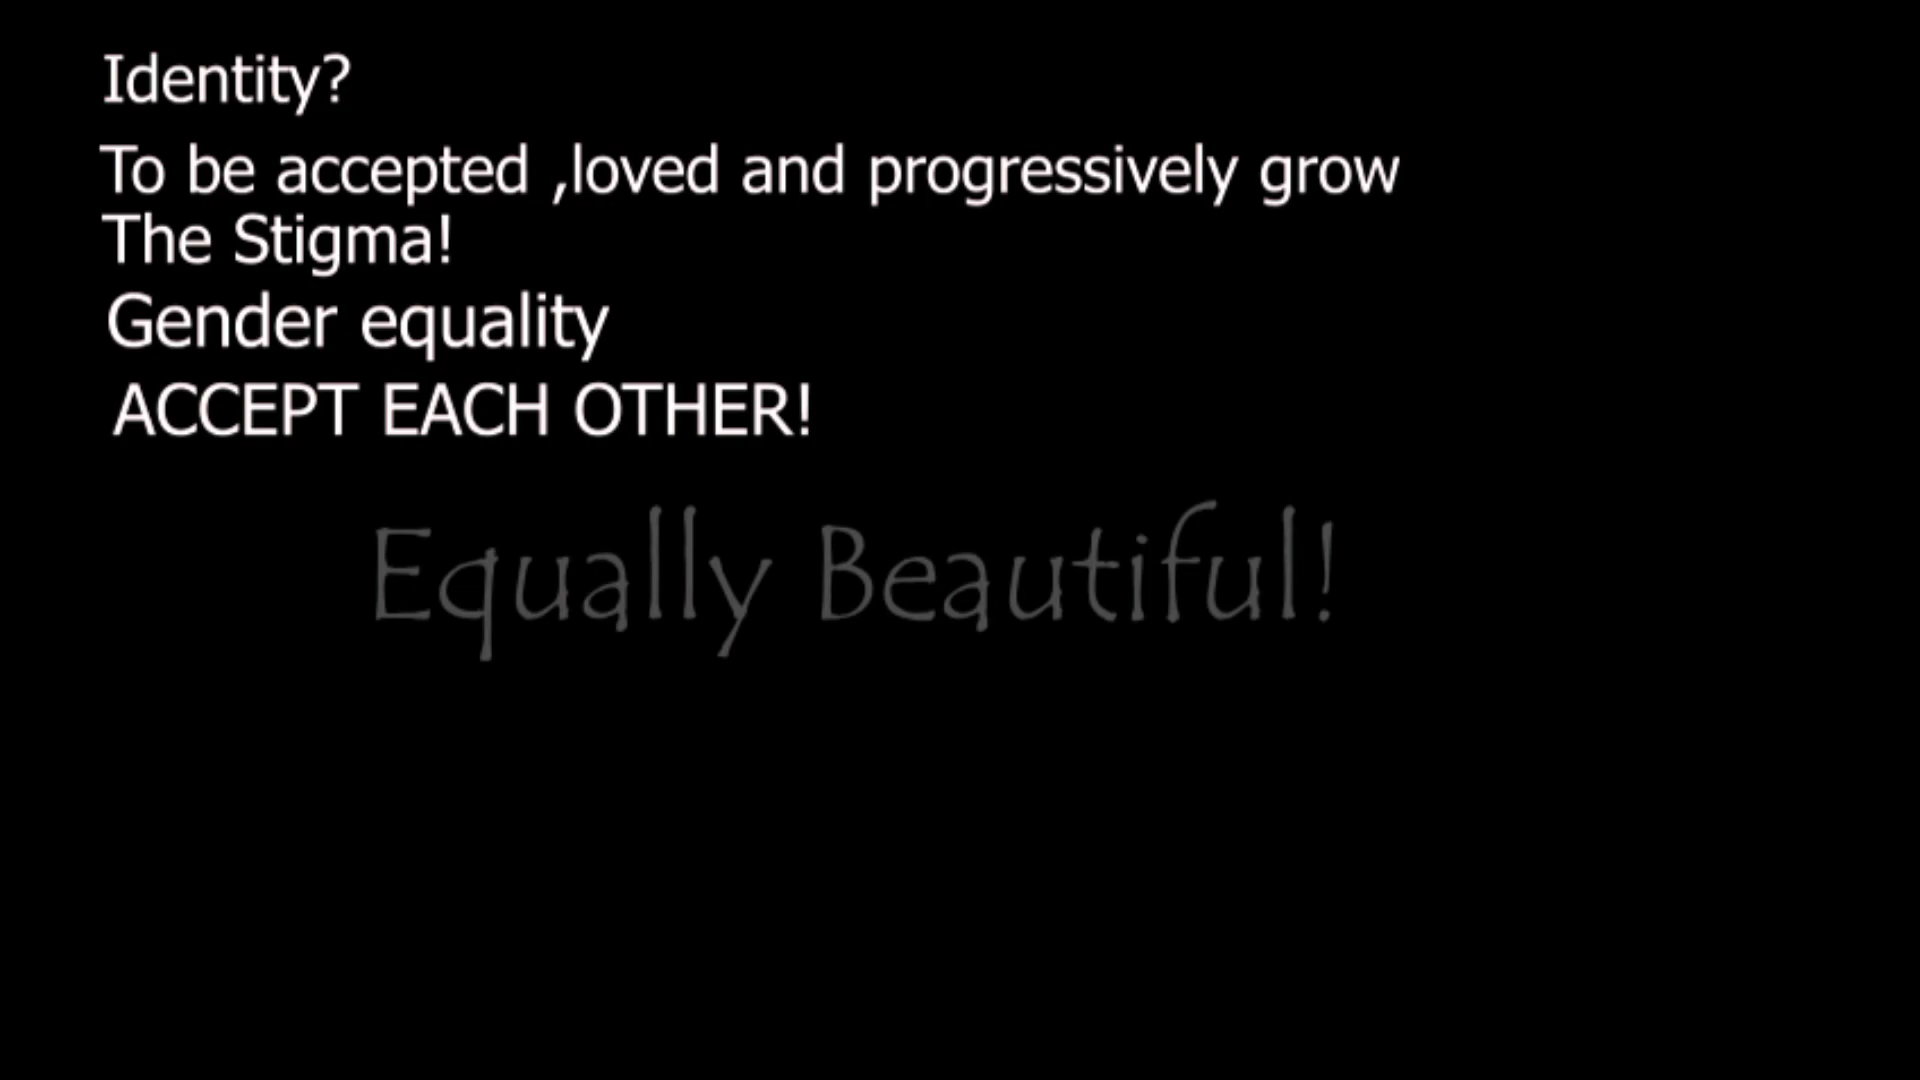 Identity?
To be accepted ,loved and progressively grow
The Stigma!
Gender equality
ACCEPT EACH OTHER!
Equally Beautiful!